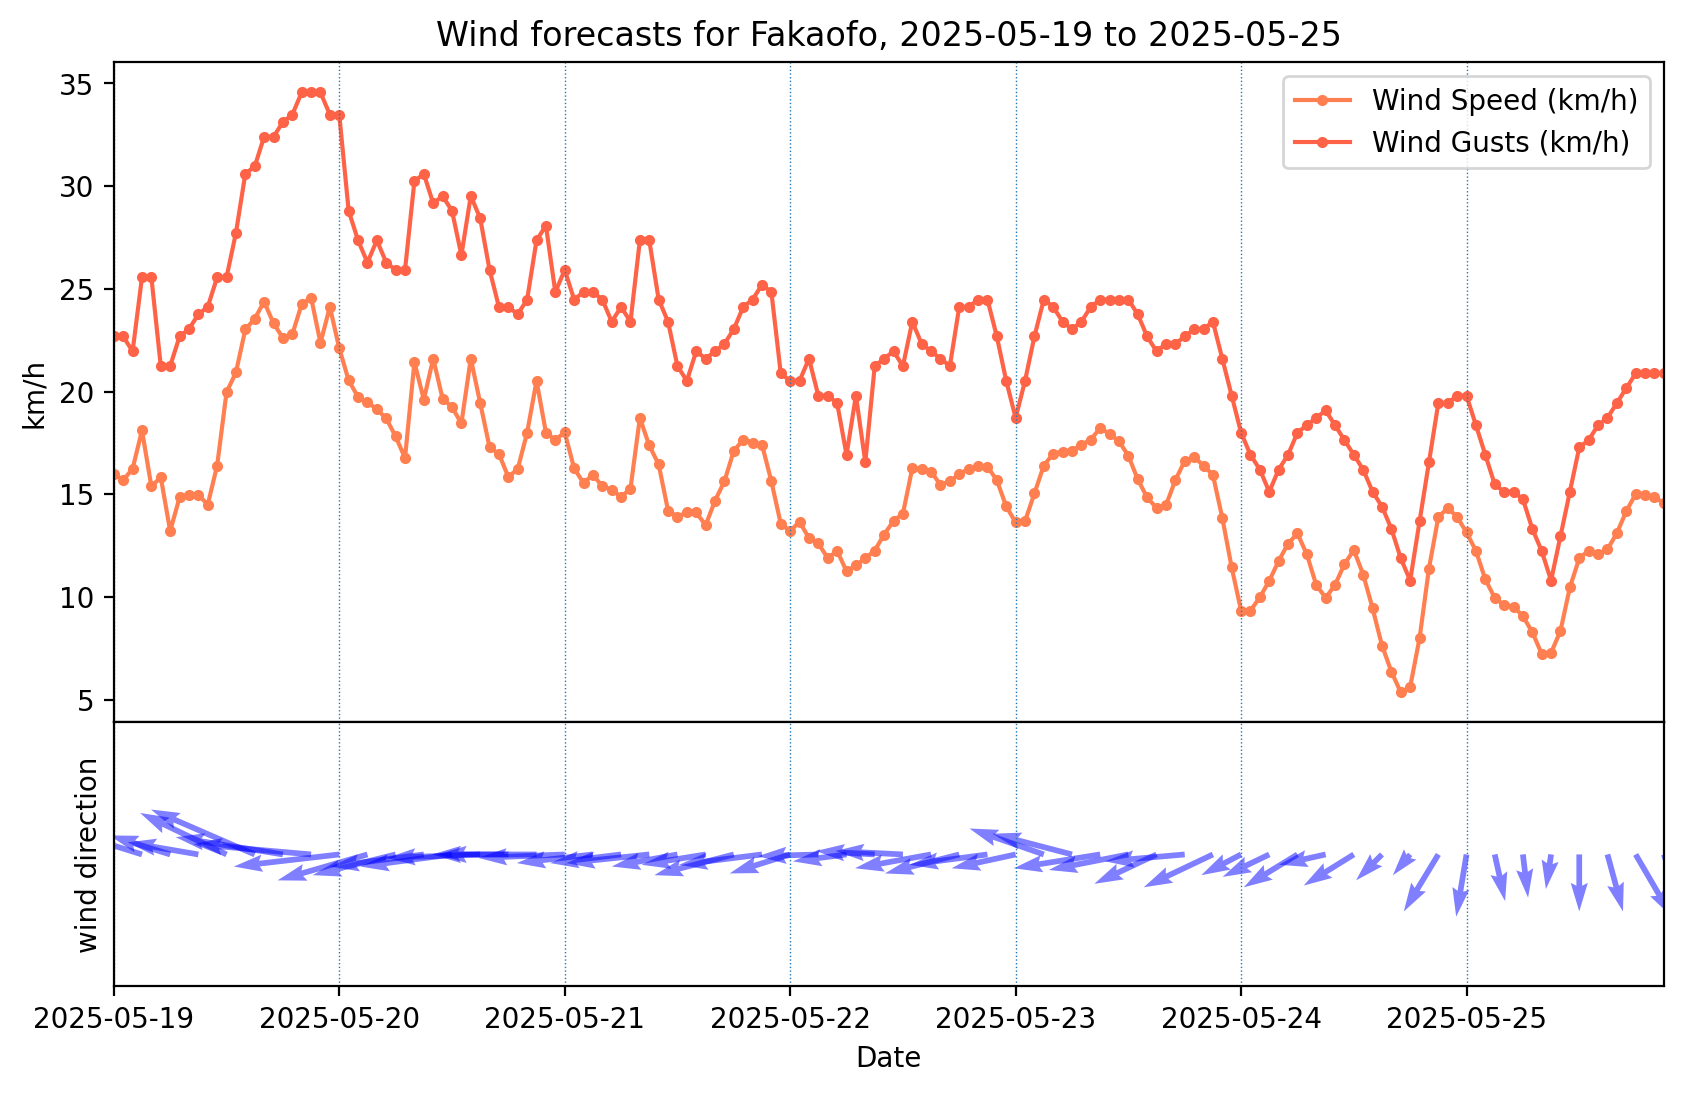 Wind forecasts for Fakaofo, 2025-05-19 to 2025-05-25
35
30
25
20
15
10
5
km/h
Wind Speed (km/h)
Wind Gusts (km/h)
wind direction
2025-05-19
2025-05-20
2025-05-21
2025-05-22
2025-05-23
2025-05-24
2025-05-25
Date